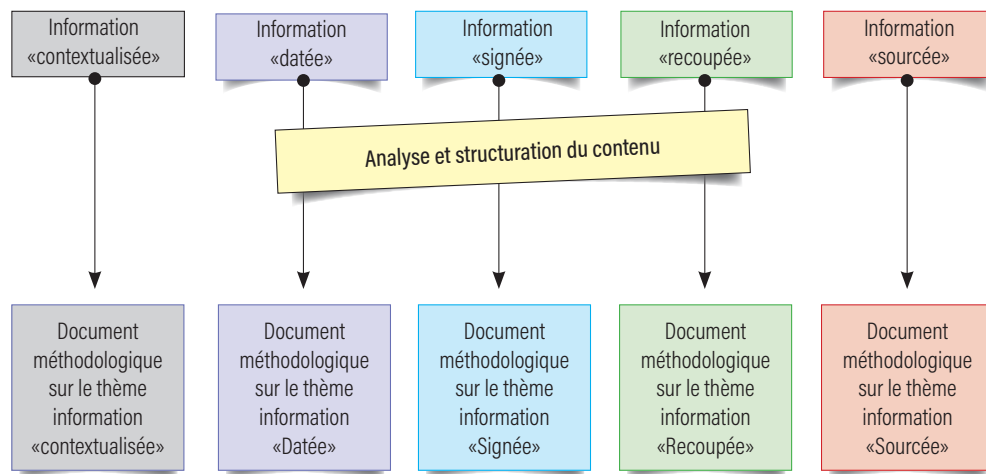 Information
«contextualisée»
Information
«datée»
Information
«signée»
Information
«recoupée»
Information
«sourcée»
Analyse et structuration du contenu
Document
méthodologique
sur le thème
information
«contextualisée»
Document
méthodologique
sur le thème
information
«Datée»
Document
méthodologique
sur le thème
information
«Signée»
Document
méthodologique
sur le thème
information
«Recoupée»
Document
méthodologique
sur le thème
information
«Sourcée»